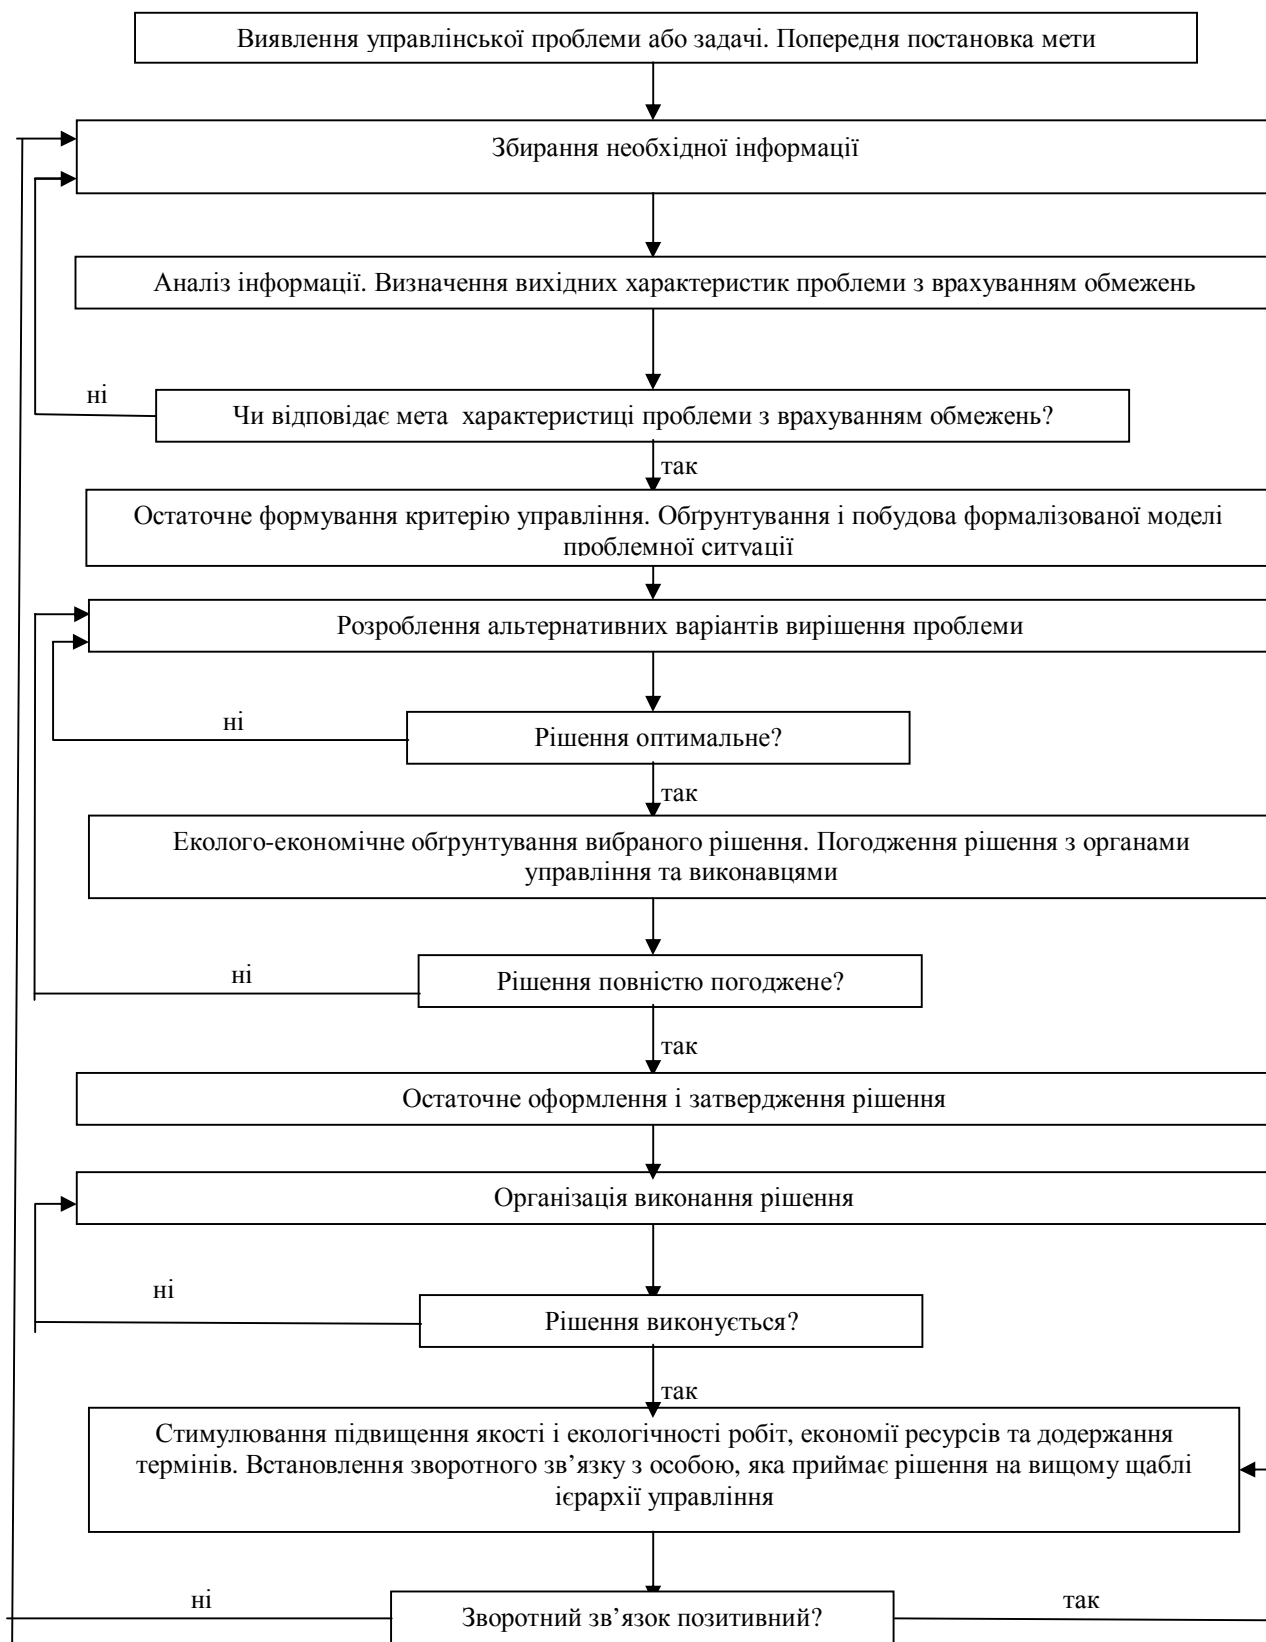 Виявлення управлінської проблеми або задачі. Попередня постановка мети
Збирання необхідної інформації
Аналіз інформації. Визначення вихідних характеристик проблеми з врахуванням обмежень
ні
Чи відповідає мета характеристиці проблеми з врахуванням обмежень?
так
Остаточне формування критерію управління. Обґрунтування і побудова формалізованої моделі
проблемної ситуації
Розроблення альтернативних варіантів вирішення проблеми
ні
Рішення оптимальне?
так
Еколого-економічне обґрунтування вибраного рішення. Погодження рішення з органами
управління та виконавцями
ні
Рішення повністю погоджене?
так
Остаточне оформлення і затвердження рішення
Організація виконання рішення
ні
Рішення виконується?
так
Стимулювання підвищення якості і екологічності робіт, економії ресурсів та додержання
термінів. Встановлення зворотного зв’язку з особою, яка приймає рішення на вищому щаблі
ієрархії управління
ні
Зворотний зв’язок позитивний?
так